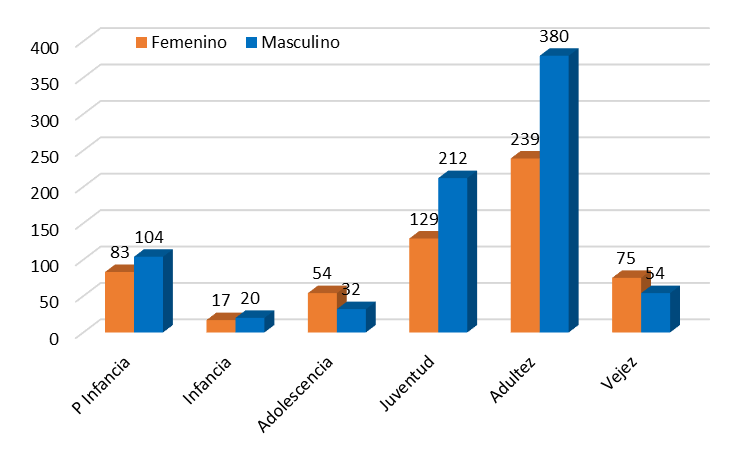 Femenino
Masculino
400
350
300
250
200
150
100
50
0
83
104
17
20
54
32
129
212
239
380
75
54
P Infancia
Infancia
Adolescencia
Juventud
Adultez
Vejez